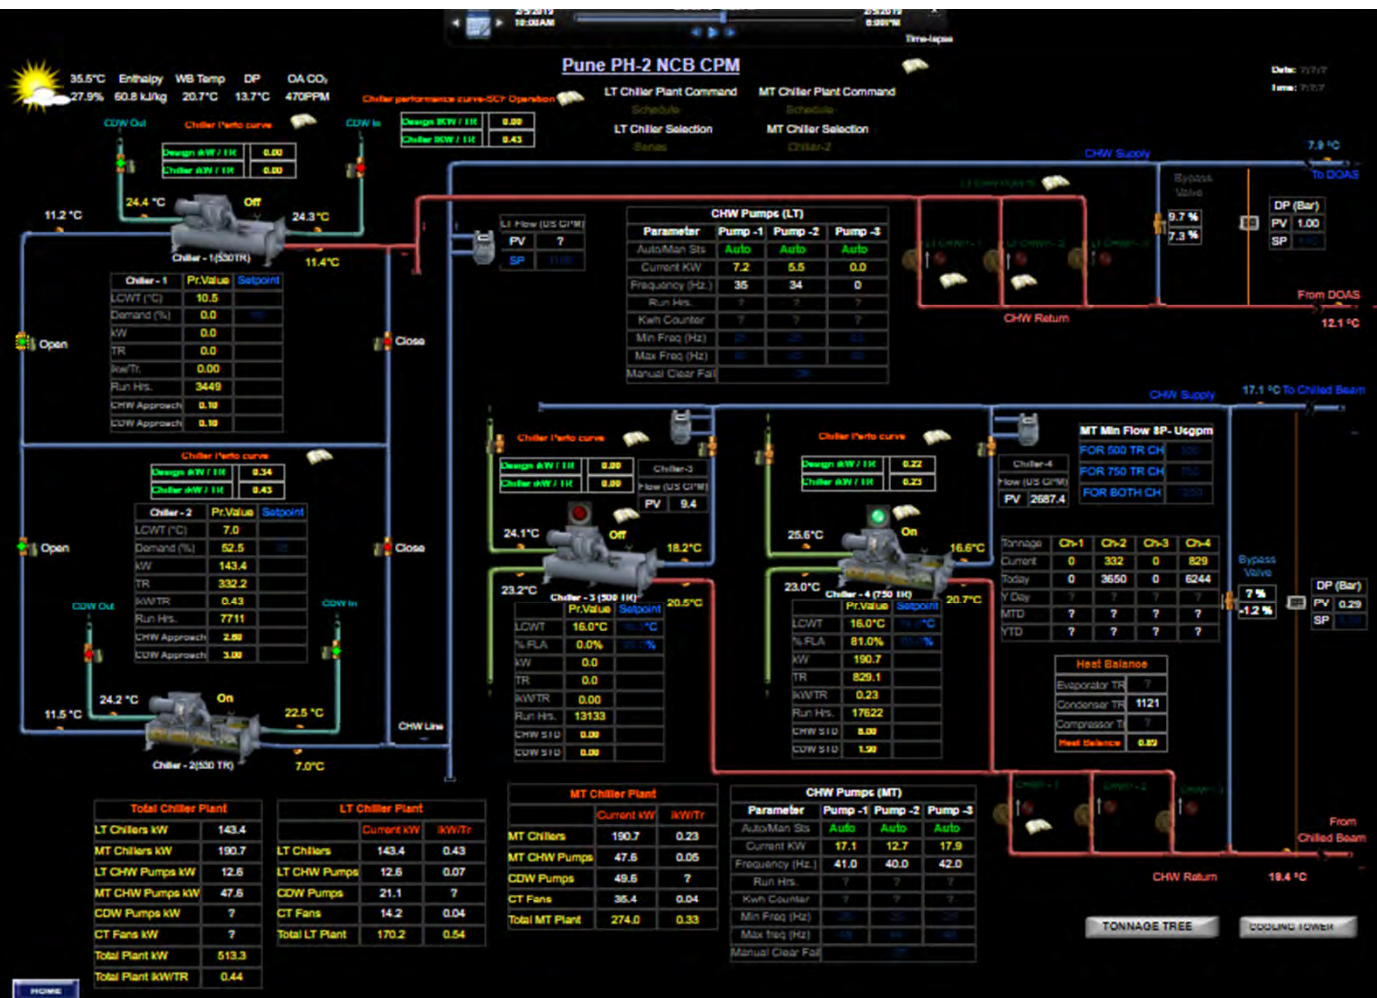 2/5/2019
10:00AM
2/5/2019
6:00PM
Time-lapse
Pune PH-2 NCB CPM
Date: ?/?/?
Time: ?:?:?
35.5°C Enthalpy WB Temp DP OA CO₂
27.9% 60.8 kJ/kg 20.7°C 13.7°C 470PPM
LT Chiller Plant Command MT Chiller Plant Command
Schedule Schedule
LT Chiller Selection MT Chiller Selection
Series Chiller-2
Chiller performance curve-SCF Operation
Design IKW / TR 0.00
Chiller IKW / TR 0.43
CDW Out Chiller Perfo curve CDW In
Design IKW / TR 0.00
Chiller IKW / TR 0.00
24.4 °C Off 24.3°C
11.2 °C
Chiller - 1(530TR) 11.4°C
Chiller - 1 Pr.Value Setpoint
LCWT (°C) 10.5
Demand (%) 0.0
kW 0.0
TR 0.0
ikw/Tr. 0.00
Run Hrs. 3449
CHW Approach 0.10
CDW Approach 0.10
Open Close
Chiller Perfo curve
Design IKW / TR 0.34
Chiller IKW / TR 0.43
Chiller - 2 Pr.Value Setpoint
LCWT (°C) 7.0
Demand (%) 52.5
kW 143.4
TR 332.2
IkW/TR 0.43
Run Hrs. 7711
CHW Approach 2.60
CDW Approach 3.00
Open Close
CDW Out CDW In
24.2 °C On 22.5 °C
11.5 °C
Chiller - 2(530 TR) 7.0°C
CHW Line
LT Flow (US GPM)
PV ?
SP
CHW Pumps (LT)
Parameter Pump -1 Pump -2 Pump -3
Auto/Man Sts Auto Auto Auto
Current KW 7.2 5.5 0.0
Frequency (Hz.) 35 34 0
Run Hrs. ? ? ?
Kwh Counter ? ? ?
Min Freq (Hz)
Max Freq (Hz)
Manual Clear Fail
CHW Supply 7.9 °C
To DOAS
Bypass
Valve
9.7 %
7.3 %
DP (Bar)
PV 1.00
SP
From DOAS
CHW Return 12.1 °C
CHW Supply 17.1 °C To Chilled Beam
Chiller Perfo curve
Design IKW / TR 0.00
Chiller IKW / TR 0.00
Chiller-3
Flow (US GPM)
PV 9.4
24.1°C Off 18.2°C
23.2°C Chiller - 3 (500 TR) 20.5°C
Pr.Value Setpoint
LCWT 16.0°C
% FLA 0.0%
kW 0.0
TR 0.0
IkW/TR 0.00
Run Hrs. 13133
CHW STD 0.00
CDW STD 0.00
Chiller Perfo curve
Design IKW / TR 0.22
Chiller IKW / TR 0.23
Chiller-4
Flow (US GPM)
PV 2687.4
25.6°C On 16.6°C
23.0°C Chiller - 4 (750 TR) 20.7°C
Pr.Value Setpoint
LCWT 16.0°C
% FLA 81.0%
kW 190.7
TR 829.1
IkW/TR 0.23
Run Hrs. 17622
CHW STD 8.00
CDW STD 1.90
MT Min Flow SP- Usgpm
FOR 500 TR CH
FOR 750 TR CH
FOR BOTH CH
Tonnage Ch-1 Ch-2 Ch-3 Ch-4
Current 0 332 0 829
Today 0 3650 0 6244
Y Day ? ? ? ?
MTD ? ? ? ?
YTD ? ? ? ?
Bypass
Valve
7 %
-1.2 %
DP (Bar)
PV 0.29
SP
Heat Balance
Evaporator TR ?
Condenser TR 1121
Compressor Tr ?
Heat Balance 0.89
Total Chiller Plant
LT Chillers kW 143.4
MT Chillers kW 190.7
LT CHW Pumps kW 12.6
MT CHW Pumps kW 47.6
CDW Pumps kW ?
CT Fans kW ?
Total Plant kW 513.3
Total Plant IkW/TR 0.44
LT Chiller Plant
Current kW IkW/Tr
LT Chillers 143.4 0.43
LT CHW Pumps 12.6 0.07
CDW Pumps 21.1 ?
CT Fans 14.2 0.04
Total LT Plant 170.2 0.54
MT Chiller Plant
Current kW IkW/Tr
MT Chillers 190.7 0.23
MT CHW Pumps 47.6 0.05
CDW Pumps 49.6 ?
CT Fans 35.4 0.04
Total MT Plant 274.0 0.33
CHW Pumps (MT)
Parameter Pump -1 Pump -2 Pump -3
Auto/Man Sts Auto Auto Auto
Current KW 17.1 12.7 17.9
Frequency (Hz.) 41.0 40.0 42.0
Run Hrs. ? ? ?
Kwh Counter ? ? ?
Min Freq (Hz)
Max freq (Hz)
Manual Clear Fail
From
Chilled Beam
CHW Return 19.4 °C
TONNAGE TREE COOLING TOWER
HOME